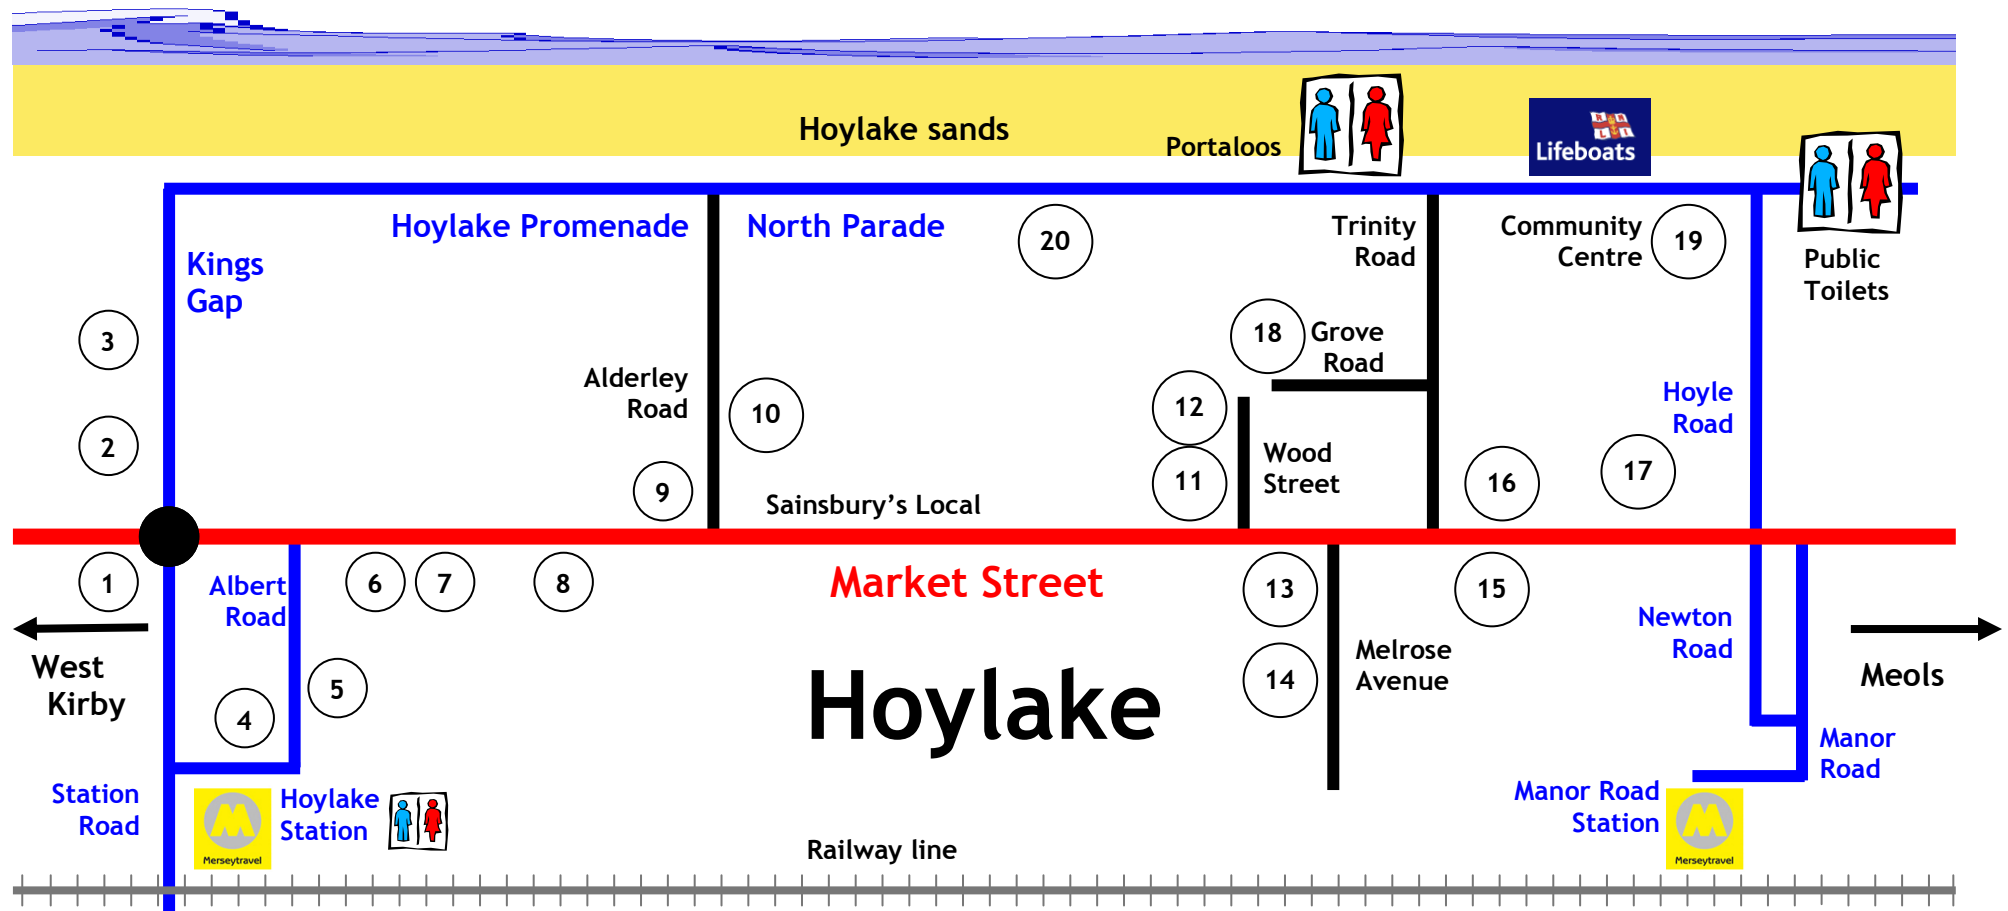 Hoylake sands
Portaloos
R N
L I
Lifeboats
Hoylake Promenade
North Parade
20
Trinity
Road
Community
Centre
19
Public
Toilets
Kings
Gap
3
18
Grove
Road
Alderley
Road
10
12
Hoyle
Road
2
9
Sainsbury's Local
11
Wood
Street
16
17
1
Albert
Road
6
7
8
Market Street
13
15
Newton
Road
West
Kirby
4
5
Hoylake
14
Melrose
Avenue
Meols
Manor
Road
Station
Road
M
Merseytravel
Hoylake
Station
Railway line
Manor Road
Station
M
Merseytravel